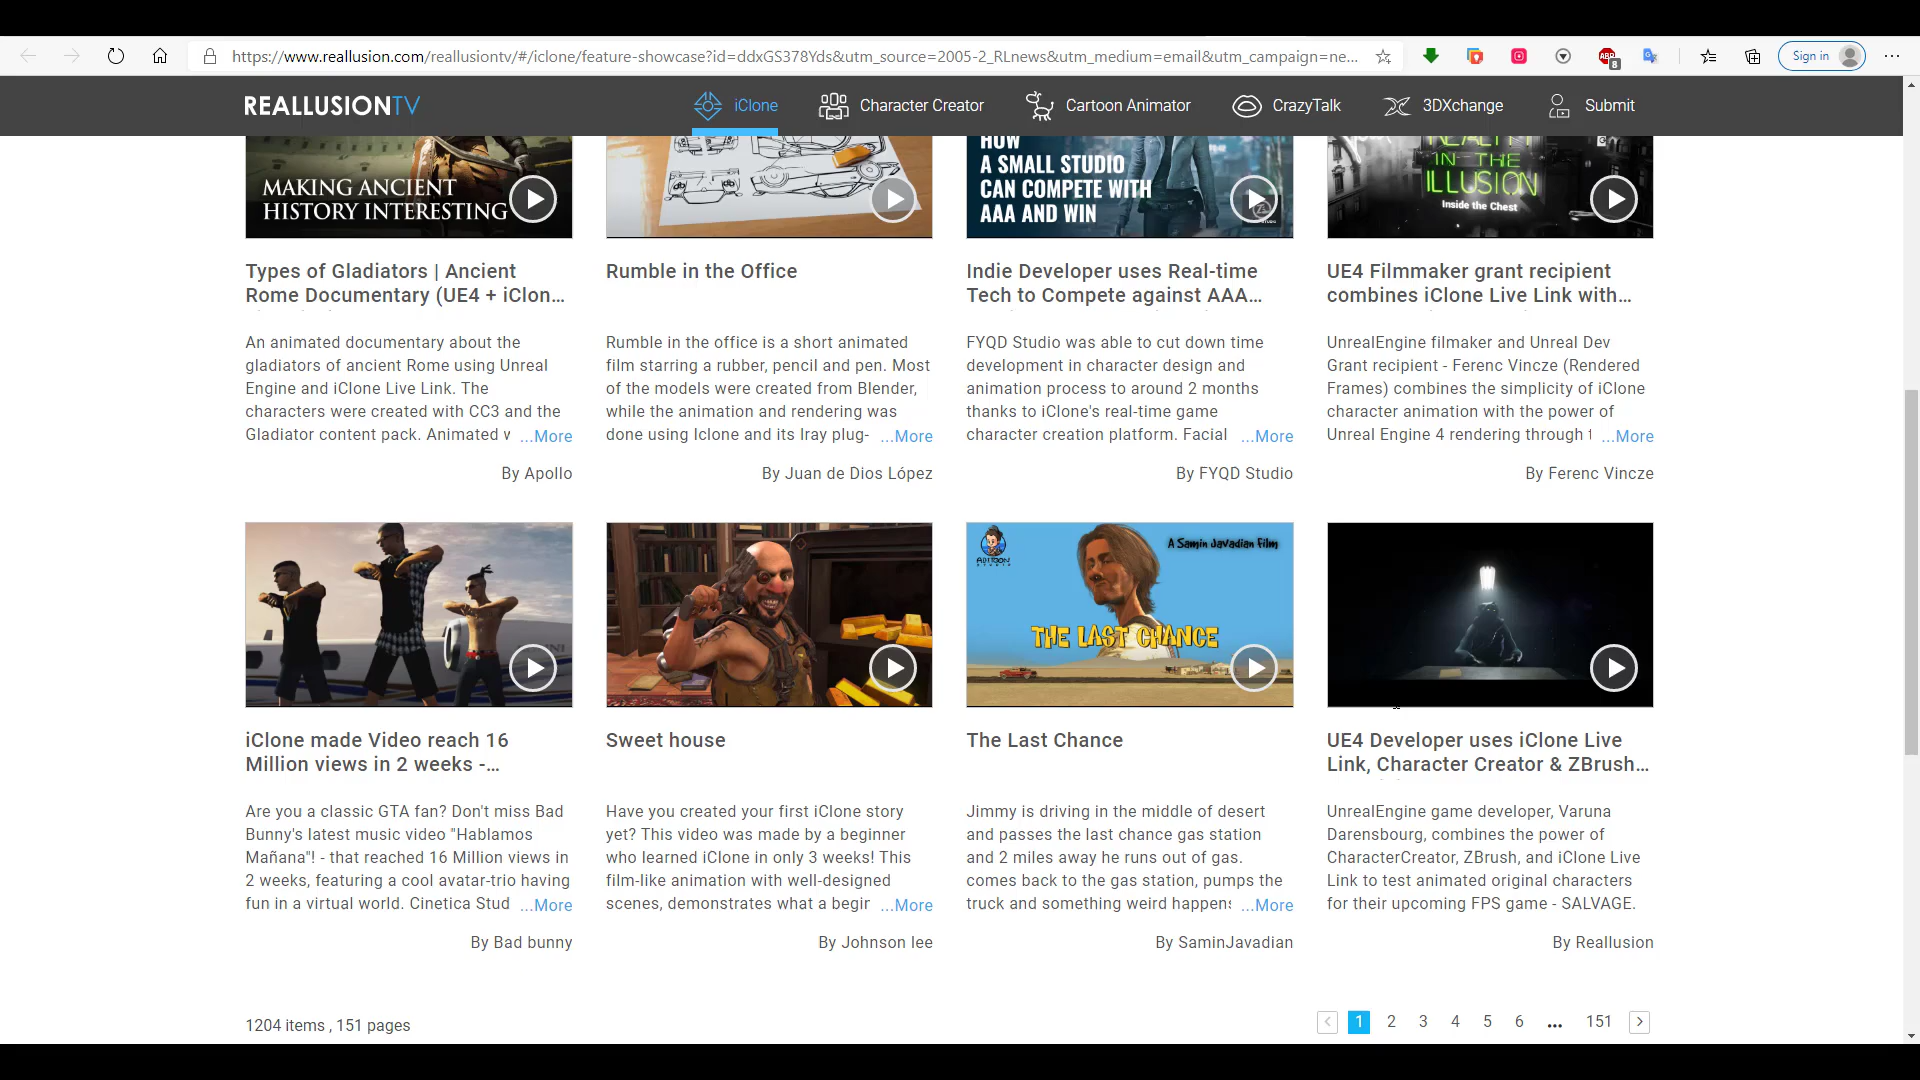 https://www.reallusion.com/reallusiontv/#/iclone/feature-showcase?id=ddxGS378Yds&utm_source=2005-2_RLnews&utm_medium=email&utm_campaign=ne...
ABP
8
Sign in
REALLUSIONTV
iClone
Character Creator
Cartoon Animator
CrazyTalk
3DXchange
Submit
MAKING ANCIENT
HISTORY INTERESTING
HOW
A SMALL STUDIO
CAN COMPETE WITH
AAA AND WIN
REALITY
IN THE
ILLUSION
Inside the Chest
Types of Gladiators | Ancient
Rome Documentary (UE4 + iClon...
Rumble in the Office
Indie Developer uses Real-time
Tech to Compete against AAA...
UE4 Filmmaker grant recipient
combines iClone Live Link with...
An animated documentary about the
gladiators of ancient Rome using Unreal
Engine and iClone Live Link. The
characters were created with CC3 and the
Gladiator content pack. Animated w ...More
By Apollo
Rumble in the office is a short animated
film starring a rubber, pencil and pen. Most
of the models were created from Blender,
while the animation and rendering was
done using Iclone and its Iray plug- ...More
By Juan de Dios López
FYQD Studio was able to cut down time
development in character design and
animation process to around 2 months
thanks to iClone's real-time game
character creation platform. Facial ...More
By FYQD Studio
UnrealEngine filmaker and Unreal Dev
Grant recipient - Ferenc Vincze (Rendered
Frames) combines the simplicity of iClone
character animation with the power of
Unreal Engine 4 rendering through t ...More
By Ferenc Vincze
A Samin Javadian Film
THE LAST CHANCE
iClone made Video reach 16
Million views in 2 weeks -...
Sweet house
The Last Chance
UE4 Developer uses iClone Live
Link, Character Creator & ZBrush...
Are you a classic GTA fan? Don't miss Bad
Bunny's latest music video "Hablamos
Mañana"! - that reached 16 Million views in
2 weeks, featuring a cool avatar-trio having
fun in a virtual world. Cinetica Stud ...More
By Bad bunny
Have you created your first iClone story
yet? This video was made by a beginner
who learned iClone in only 3 weeks! This
film-like animation with well-designed
scenes, demonstrates what a begir ...More
By Johnson lee
Jimmy is driving in the middle of desert
and passes the last chance gas station
and 2 miles away he runs out of gas.
comes back to the gas station, pumps the
truck and something weird happens ...More
By SaminJavadian
UnrealEngine game developer, Varuna
Darensbourg, combines the power of
CharacterCreator, ZBrush, and iClone Live
Link to test animated original characters
for their upcoming FPS game - SALVAGE.
By Reallusion
1204 items , 151 pages
1 2 3 4 5 6 ... 151